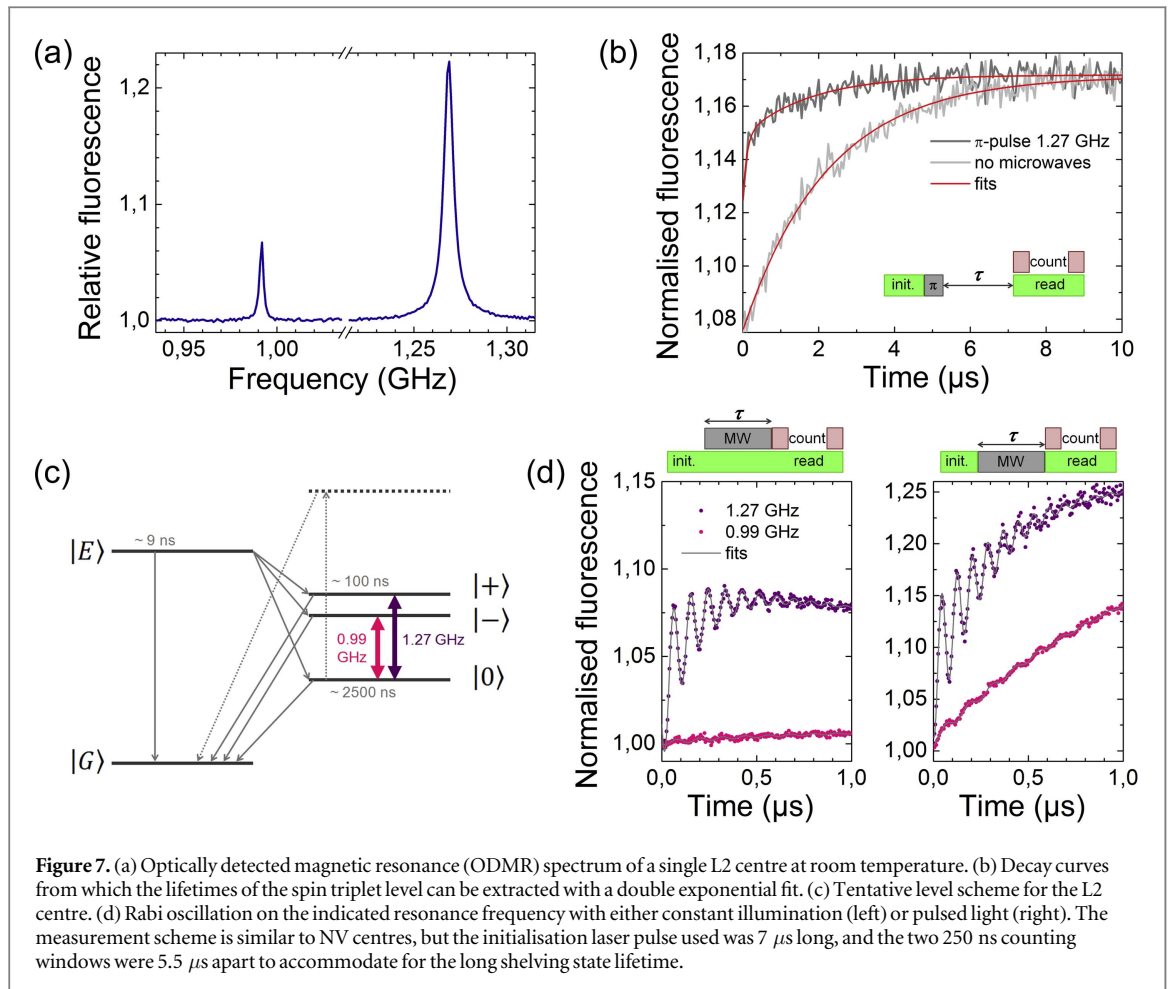 (a)
Relative fluorescence
1,2
1,1
1,0
0,95
1,00
1,25
1,30
Frequency (GHz)
(b)
Normalised fluorescence
1,18
1,16
1,14
1,12
1,10
1,08
π-pulse 1.27 GHz
no microwaves
fits
init.
π
τ
count
read
0
2
4
6
8
10
Time (µs)
(c)
|E⟩
~ 9 ns
~ 100 ns
|+⟩
|−⟩
0.99 GHz
1.27 GHz
|0⟩
~ 2500 ns
|G⟩
(d)
τ
MW
count
init.
read
Normalised fluorescence
1,15
1,10
1,05
1,00
1.27 GHz
0.99 GHz
fits
0,0
0,5
1,0
Time (µs)
τ
init.
MW
count
read
1,25
1,20
1,15
1,10
1,05
1,00
0,0
0,5
1,0
Time (µs)
Figure 7. (a) Optically detected magnetic resonance (ODMR) spectrum of a single L2 centre at room temperature. (b) Decay curves
from which the lifetimes of the spin triplet level can be extracted with a double exponential fit. (c) Tentative level scheme for the L2
centre. (d) Rabi oscillation on the indicated resonance frequency with either constant illumination (left) or pulsed light (right). The
measurement scheme is similar to NV centres, but the initialisation laser pulse used was 7 µs long, and the two 250 ns counting
windows were 5.5 µs apart to accommodate for the long shelving state lifetime.